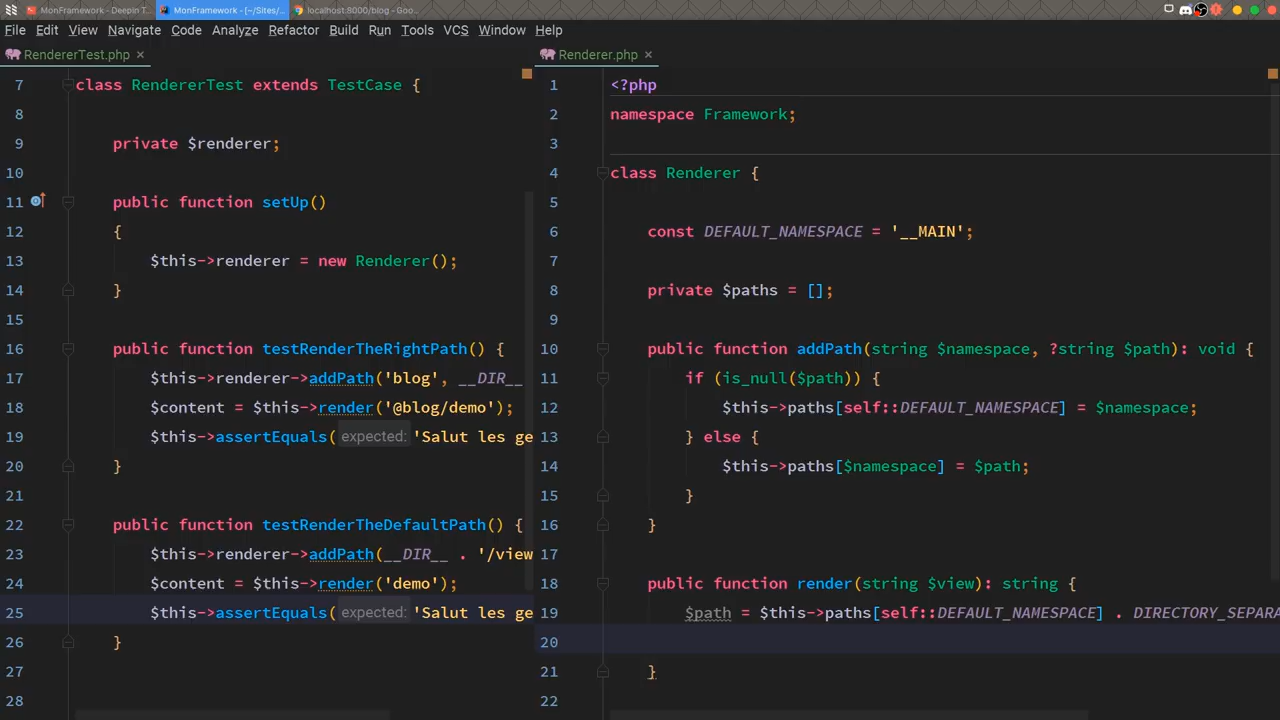 MonFramework - Deepin T...
MonFramework - [~/Sites/...
localhost:8000/blog - Goo...
File Edit View Navigate Code Analyze Refactor Build Run Tools VCS Window Help
RendererTest.php ×
7 class RendererTest extends TestCase {
8
9 private $renderer;
10
11 public function setUp()
12 {
13 $this->renderer = new Renderer();
14 }
15
16 public function testRenderTheRightPath() {
17 $this->renderer->addPath('blog', __DIR__
18 $content = $this->render('@blog/demo');
19 $this->assertEquals( expected: 'Salut les ge
20 }
21
22 public function testRenderTheDefaultPath() {
23 $this->renderer->addPath(__DIR__ . '/view
24 $content = $this->render('demo');
25 $this->assertEquals( expected: 'Salut les ge
26 }
27
28
Renderer.php ×
1 <?php
2 namespace Framework;
3
4 class Renderer {
5
6 const DEFAULT_NAMESPACE = '__MAIN';
7
8 private $paths = [];
9
10 public function addPath(string $namespace, ?string $path): void {
11 if (is_null($path)) {
12 $this->paths[self::DEFAULT_NAMESPACE] = $namespace;
13 } else {
14 $this->paths[$namespace] = $path;
15 }
16 }
17
18 public function render(string $view): string {
19 $path = $this->paths[self::DEFAULT_NAMESPACE] . DIRECTORY_SEPARA
20
21 }
22